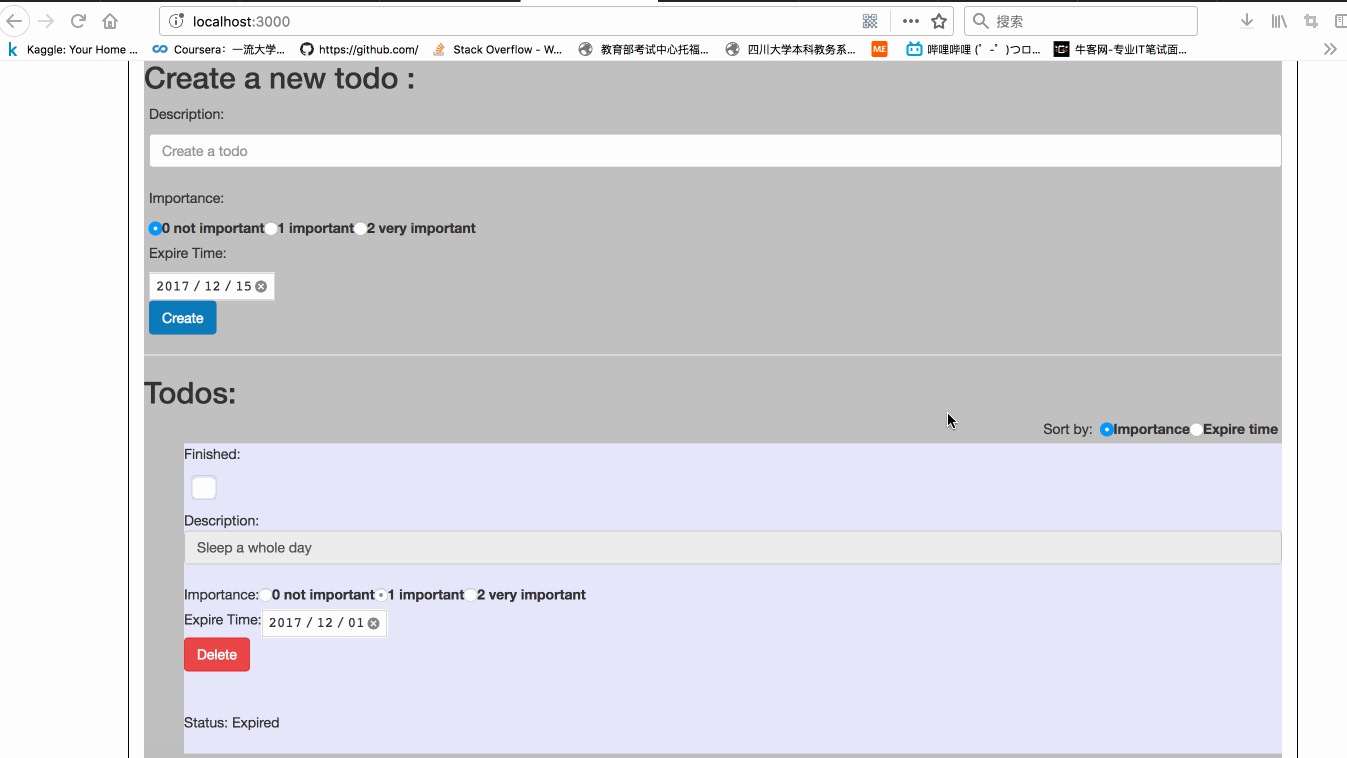 localhost:3000
搜索
Kaggle: Your Home ...
Coursera：一流大学...
https://github.com/
Stack Overflow - W...
教育部考试中心托福...
四川大学本科教务系...
ME
哔哩哔哩 (゜-゜)つロ...
牛客网-专业IT笔试面...
Create a new todo :
Description:
Create a todo
Importance:
0 not important 1 important 2 very important
Expire Time:
2017 / 12 / 15
Create
Todos:
Sort by: Importance Expire time
Finished:
Description:
Sleep a whole day
Importance: 0 not important 1 important 2 very important
Expire Time: 2017 / 12 / 01
Delete
Status: Expired